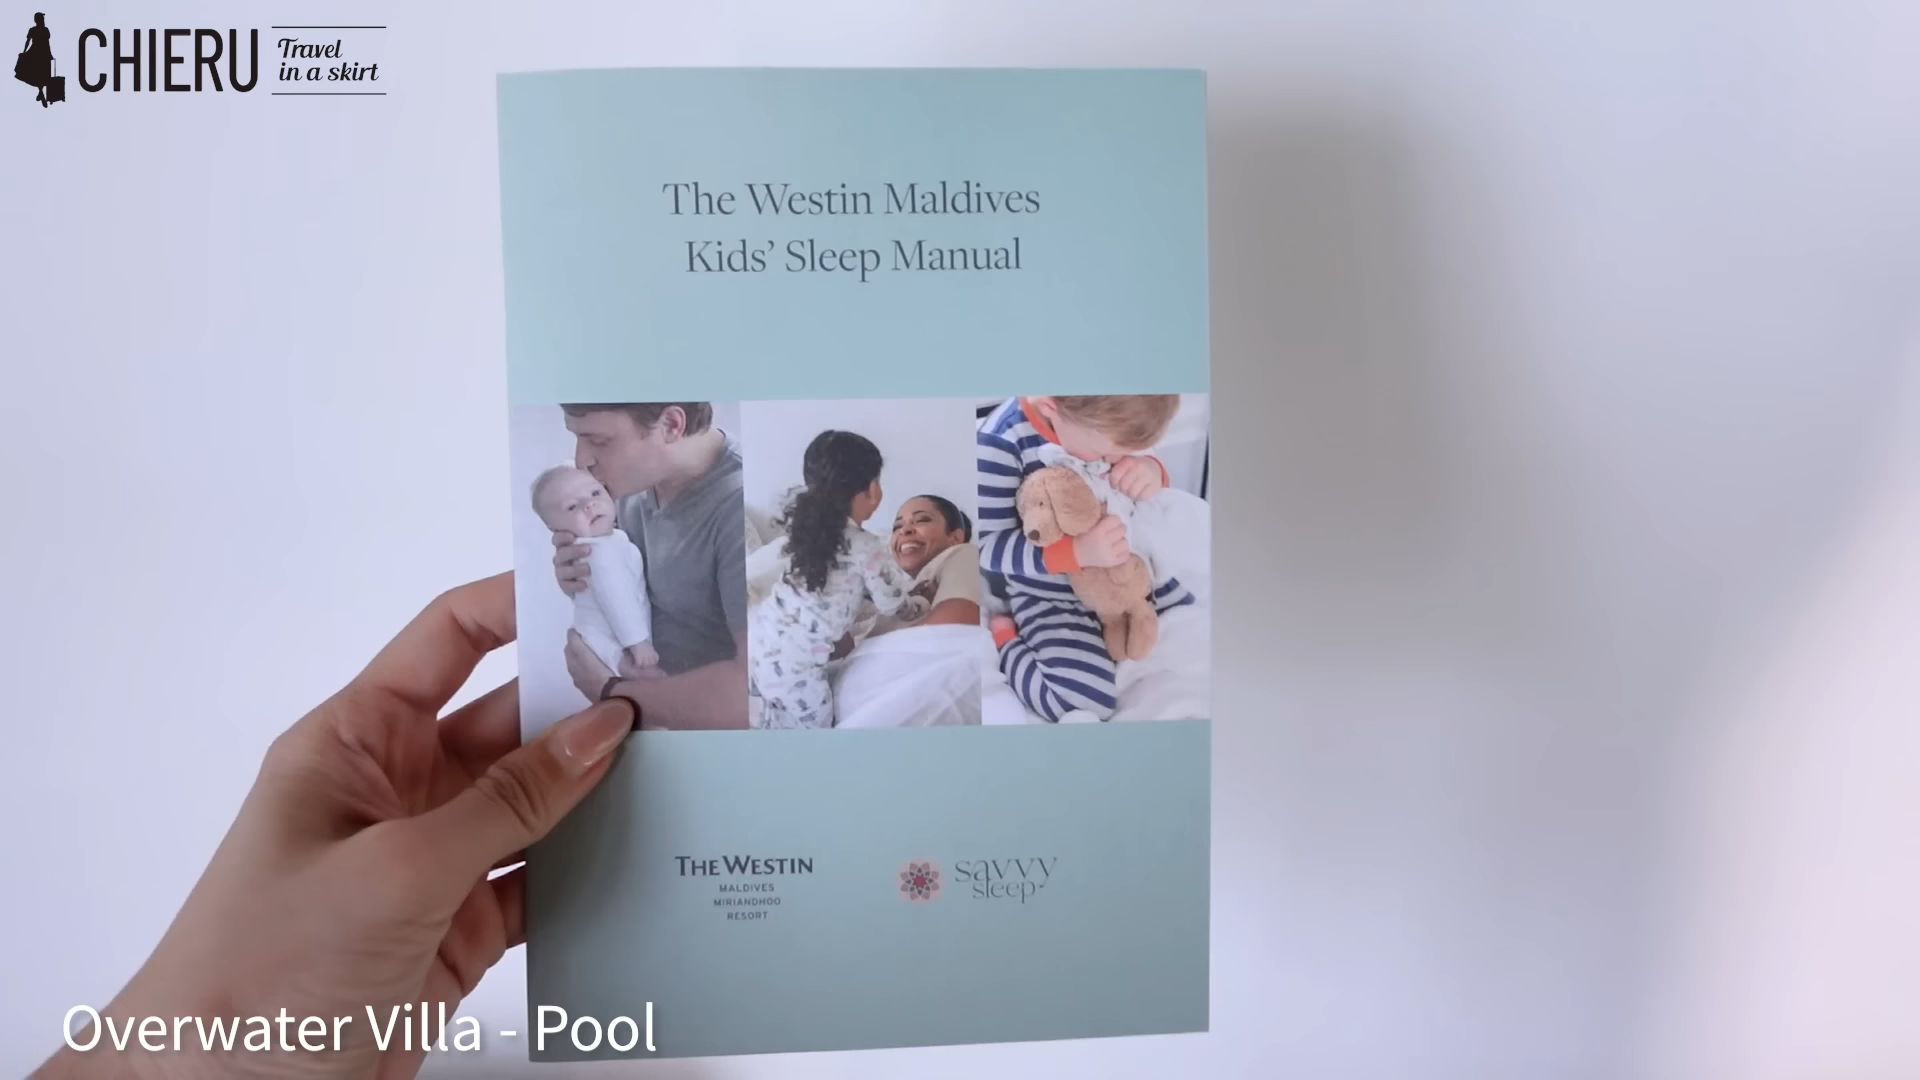 CHIERU
Travel
in a skirt
The Westin Maldives
Kids’ Sleep Manual
THE WESTIN
MALDIVES
MIRIANDHOO
RESORT
savvy
sleep
Overwater Villa - Pool